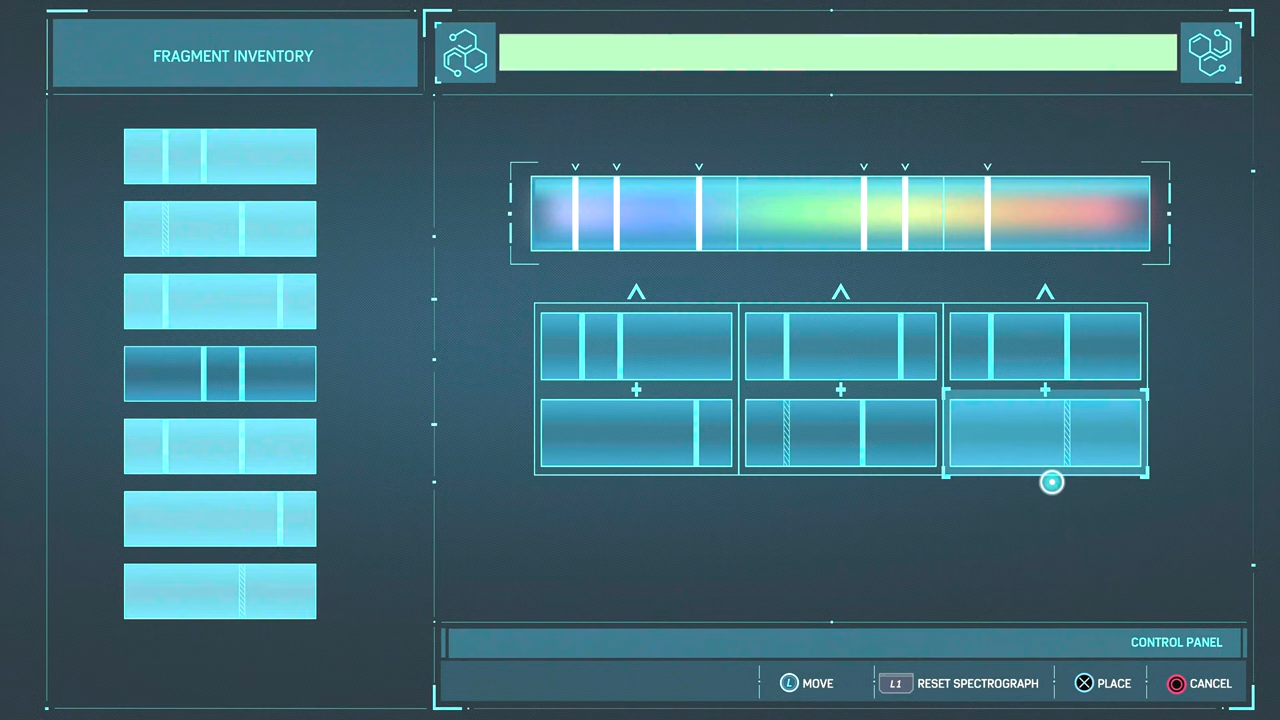 FRAGMENT INVENTORY
CONTROL PANEL
L MOVE
L1 RESET SPECTROGRAPH
PLACE
CANCEL